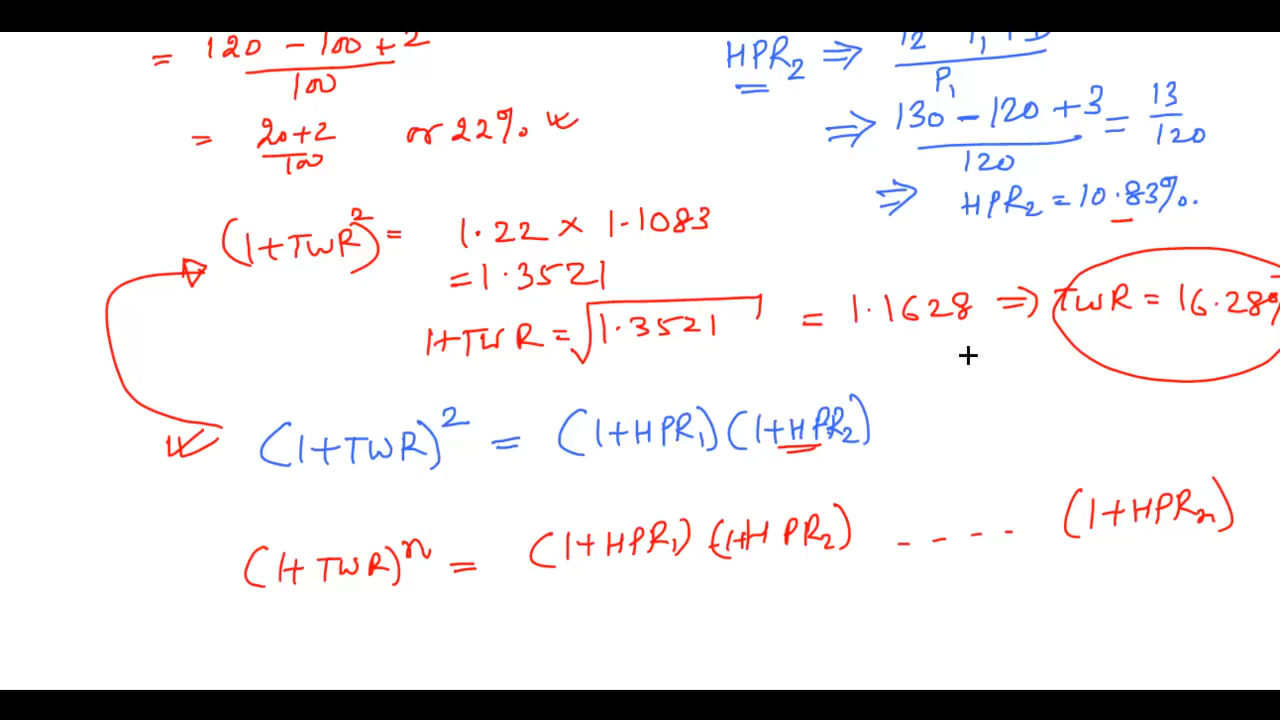 = 120 - 100 + 2 / 100
= 20+2 / 100 or 22%
HPR₂ ⇒ P₁
⇒ 130 - 120 + 3 / 120 = 13 / 120
⇒ HPR₂ = 10.83%.
(1+TWR)² = 1.22 × 1.1083
= 1.3521
1+TWR = √1.3521 = 1.1628 ⇒ TWR = 16.28%
(1+TWR)² = (1+HPR₁)(1+HPR₂)
(1+TWR)ⁿ = (1+HPR₁)(1+HPR₂) - - - - (1+HPRₙ)